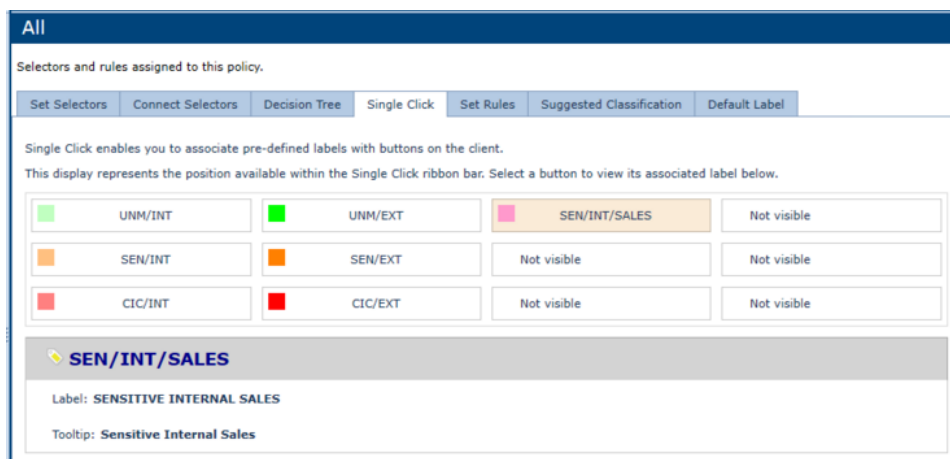 All
Selectors and rules assigned to this policy.
Set Selectors Connect Selectors Decision Tree Single Click Set Rules Suggested Classification Default Label
Single Click enables you to associate pre-defined labels with buttons on the client.
This display represents the position available within the Single Click ribbon bar. Select a button to view its associated label below.
UNM/INT UNM/EXT SEN/INT/SALES Not visible
SEN/INT SEN/EXT Not visible Not visible
CIC/INT CIC/EXT Not visible Not visible
SEN/INT/SALES
Label: SENSITIVE INTERNAL SALES
Tooltip: Sensitive Internal Sales